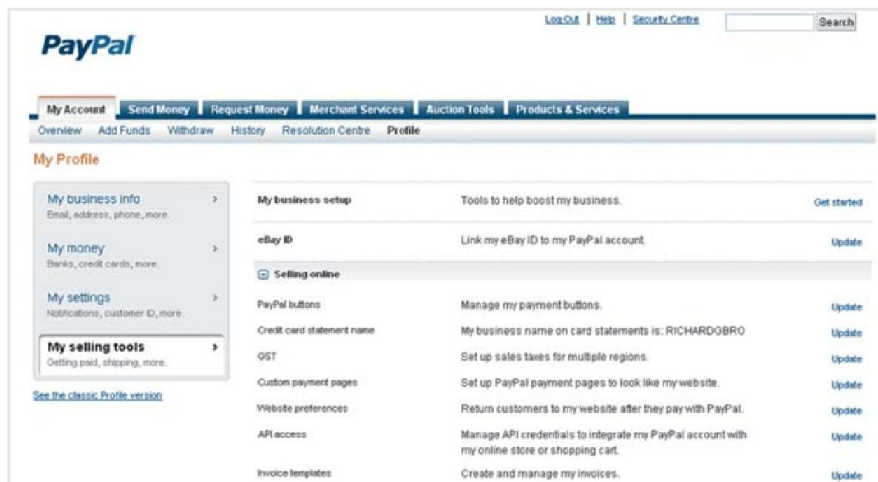 Log Out | Help | Security Centre Search
PayPal
My Account Send Money Request Money Merchant Services Auction Tools Products & Services
Overview Add Funds Withdraw History Resolution Centre Profile
My Profile
My business info
Email, address, phone, more.
My money
Banks, credit cards, more.
My settings
Notifications, customer ID, more.
My selling tools
Getting paid, shipping, more.
See the classic Profile version
My business setup Tools to help boost my business. Get started
eBay ID Link my eBay ID to my PayPal account. Update
Selling online
PayPal buttons Manage my payment buttons. Update
Credit card statement name My business name on card statements is: RICHARDGBRO Update
GST Set up sales taxes for multiple regions. Update
Custom payment pages Set up PayPal payment pages to look like my website. Update
Website preferences Return customers to my website after they pay with PayPal. Update
API access Manage API credentials to integrate my PayPal account with Update
my online store or shopping cart.
Invoice templates Create and manage my invoices. Update